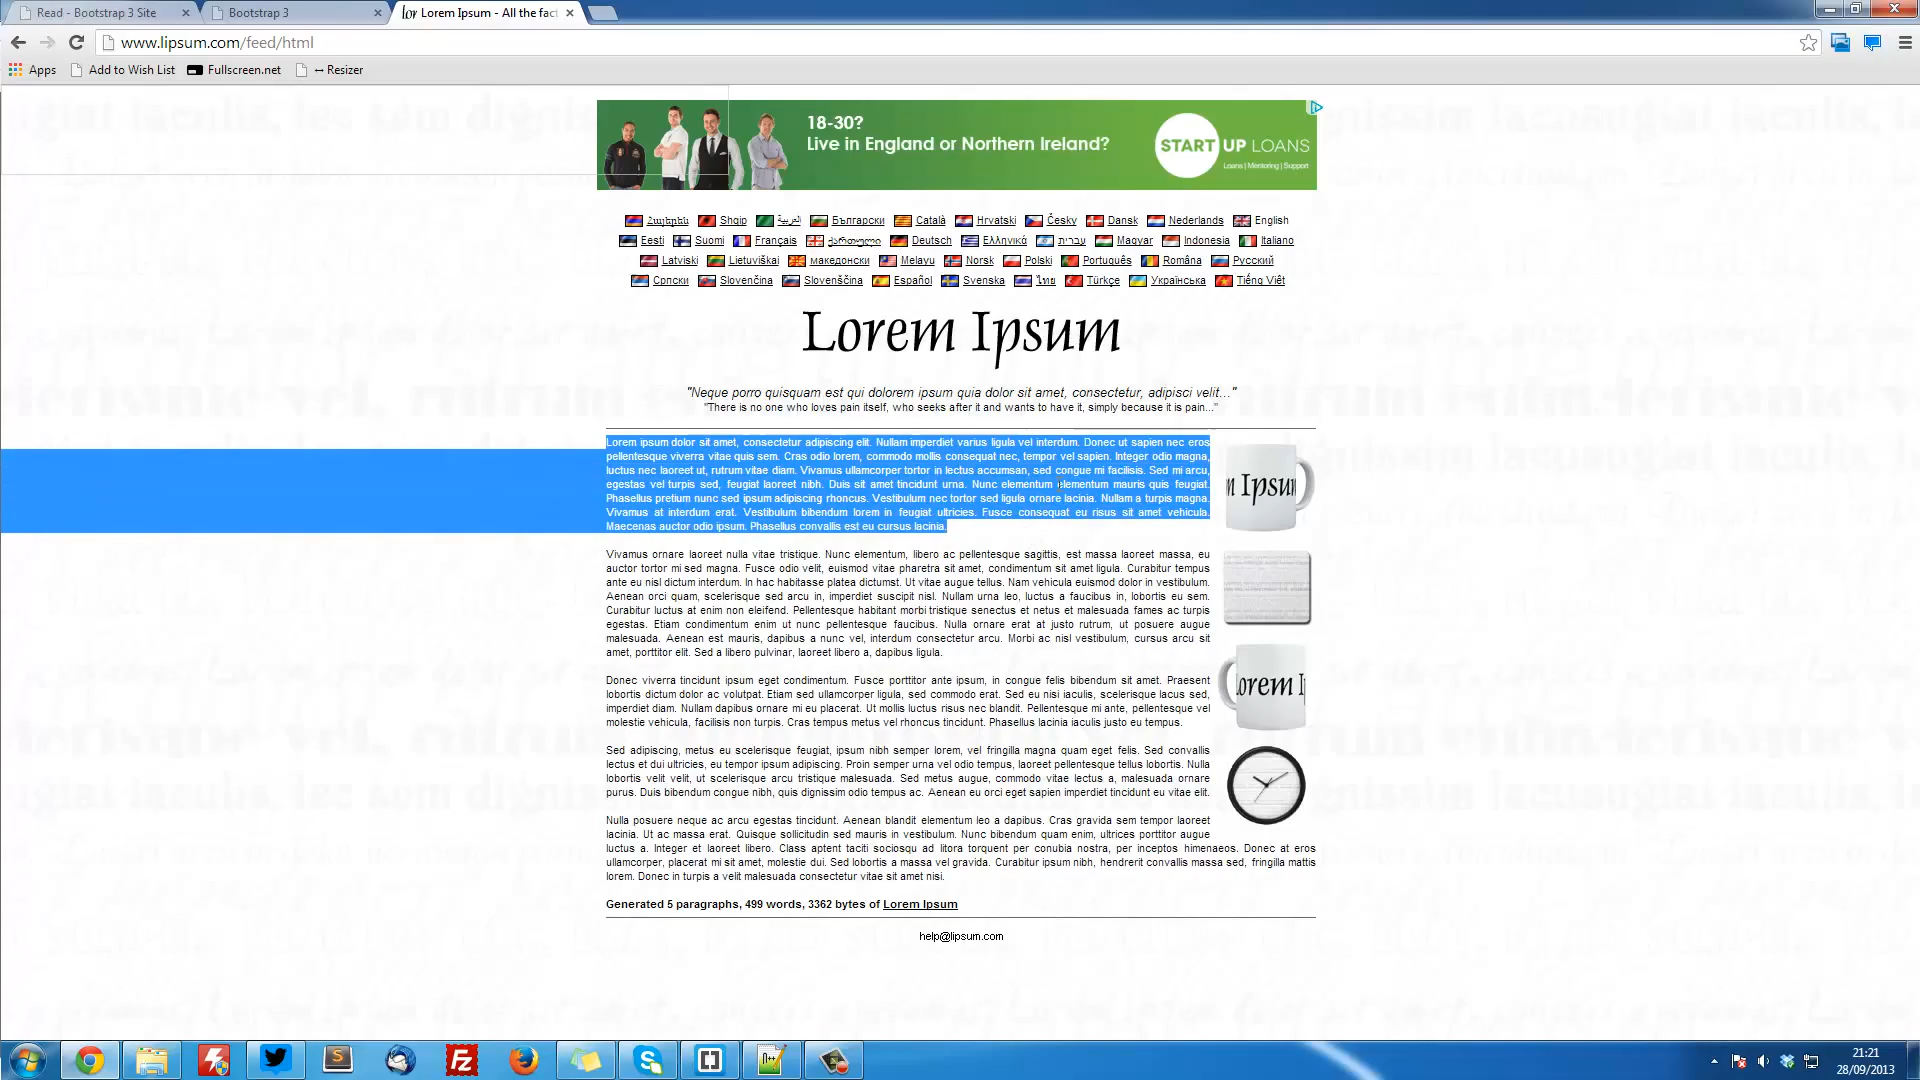 Read - Bootstrap 3 Site
Bootstrap 3
Lorem Ipsum - All the fact
www.lipsum.com/feed/html
Apps
Add to Wish List
Fullscreen.net
↔ Resizer
18-30?
Live in England or Northern Ireland?
START UP LOANS
Loans | Mentoring | Support
Հայերեն Shqip العربية Български Català Hrvatski Česky Dansk Nederlands English
Eesti Suomi Français ქართული Deutsch Ελληνικά עברית Magyar Indonesia Italiano
Latviski Lietuviškai македонски Melayu Norsk Polski Português Româna Русский
Српски Slovenčina Slovenščina Español Svenska ไทย Türkçe Українська Tiếng Việt
Lorem Ipsum
"Neque porro quisquam est qui dolorem ipsum quia dolor sit amet, consectetur, adipisci velit..."
"There is no one who loves pain itself, who seeks after it and wants to have it, simply because it is pain..."
Lorem ipsum dolor sit amet, consectetur adipiscing elit. Nullam imperdiet varius ligula vel interdum. Donec ut sapien nec eros
pellentesque viverra vitae quis sem. Cras odio lorem, commodo mollis consequat nec, tempor vel sapien. Integer odio magna,
luctus nec laoreet ut, rutrum vitae diam. Vivamus ullamcorper tortor in lectus accumsan, sed congue mi facilisis. Sed mi arcu,
egestas vel turpis sed, feugiat laoreet nibh. Duis sit amet tincidunt urna. Nunc elementum elementum mauris quis feugiat.
Phasellus pretium nunc sed ipsum adipiscing rhoncus. Vestibulum nec tortor sed ligula ornare lacinia. Nullam a turpis magna.
Vivamus at interdum erat. Vestibulum bibendum lorem in feugiat ultricies. Fusce consequat eu risus sit amet vehicula.
Maecenas auctor odio ipsum. Phasellus convallis est eu cursus lacinia.
m Ipsum
Vivamus ornare laoreet nulla vitae tristique. Nunc elementum, libero ac pellentesque sagittis, est massa laoreet massa, eu
auctor tortor mi sed magna. Fusce odio velit, euismod vitae pharetra sit amet, condimentum sit amet ligula. Curabitur tempus
ante eu nisl dictum interdum. In hac habitasse platea dictumst. Ut vitae augue tellus. Nam vehicula euismod dolor in vestibulum.
Aenean orci quam, scelerisque sed arcu in, imperdiet suscipit nisl. Nullam urna leo, luctus a faucibus in, lobortis eu sem.
Curabitur luctus at enim non eleifend. Pellentesque habitant morbi tristique senectus et netus et malesuada fames ac turpis
egestas. Etiam condimentum enim ut nunc pellentesque faucibus. Nulla ornare erat at justo rutrum, ut posuere augue
malesuada. Aenean est mauris, dapibus a nunc vel, interdum consectetur arcu. Morbi ac nisl vestibulum, cursus arcu sit
amet, porttitor elit. Sed a libero pulvinar, laoreet libero a, dapibus ligula.
Donec viverra tincidunt ipsum eget condimentum. Fusce porttitor ante ipsum, in congue felis bibendum sit amet. Praesent
lobortis dictum dolor ac volutpat. Etiam sed ullamcorper ligula, sed commodo erat. Sed eu nisi iaculis, scelerisque lacus sed,
imperdiet diam. Nullam dapibus ornare mi eu placerat. Ut mollis luctus risus nec blandit. Pellentesque mi ante, pellentesque vel
molestie vehicula, facilisis non turpis. Cras tempus metus vel rhoncus tincidunt. Phasellus lacinia iaculis justo eu tempus.
orem I
Sed adipiscing, metus eu scelerisque feugiat, ipsum nibh semper lorem, vel fringilla magna quam eget felis. Sed convallis
lectus et dui ultricies, eu tempor ipsum adipiscing. Proin semper urna vel odio tempus, laoreet pellentesque tellus lobortis. Nulla
lobortis velit velit, ut scelerisque arcu tristique malesuada. Sed metus augue, commodo vitae lectus a, malesuada ornare
purus. Duis bibendum congue nibh, quis dignissim odio tempus ac. Aenean eu orci eget sapien imperdiet tincidunt eu vitae elit.
Nulla posuere neque ac arcu egestas tincidunt. Aenean blandit elementum leo a dapibus. Cras gravida sem tempor laoreet
lacinia. Ut ac massa erat. Quisque sollicitudin sed mauris in vestibulum. Nunc bibendum quam enim, ultrices porttitor augue
luctus a. Integer et laoreet libero. Class aptent taciti sociosqu ad litora torquent per conubia nostra, per inceptos himenaeos. Donec at eros
ullamcorper, placerat mi sit amet, molestie dui. Sed lobortis a massa vel gravida. Curabitur ipsum nibh, hendrerit convallis massa sed, fringilla mattis
lorem. Donec in turpis a velit malesuada consectetur vitae sit amet nisi.
Generated 5 paragraphs, 499 words, 3362 bytes of Lorem Ipsum
help@lipsum.com
21:21
28/09/2013